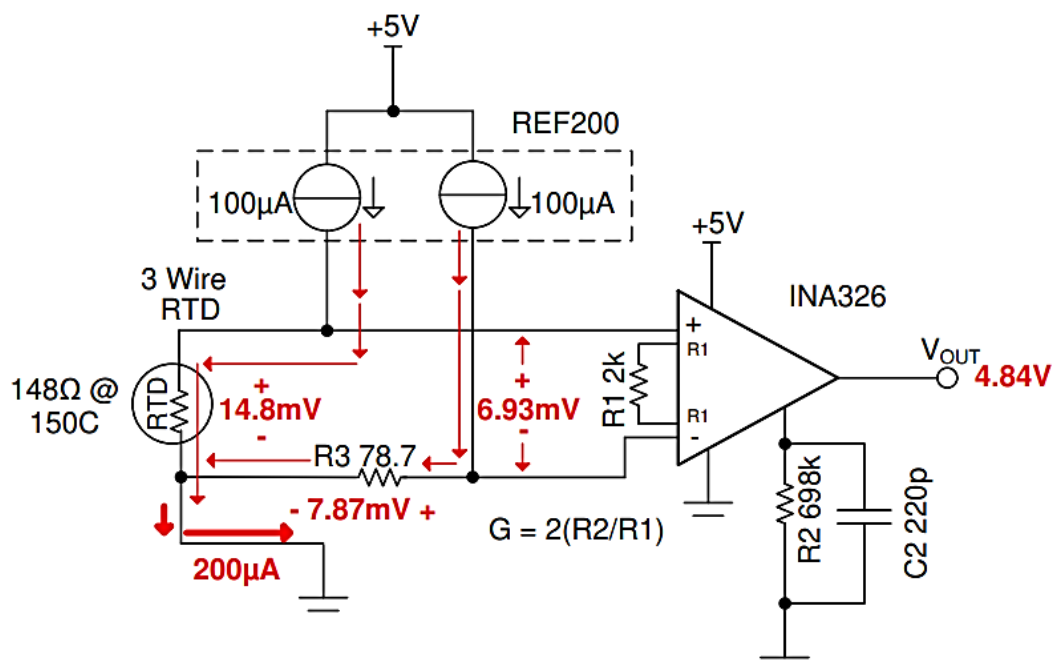 +5V
REF200
100µA
100µA
+5V
3 Wire
RTD
INA326
+
R1
R1 2k
R1
-
VOUT
4.84V
148Ω @
150C
RTD
+
14.8mV
-
+
6.93mV
-
R3 78.7
- 7.87mV +
G = 2(R2/R1)
R2 698k
C2 220p
200µA